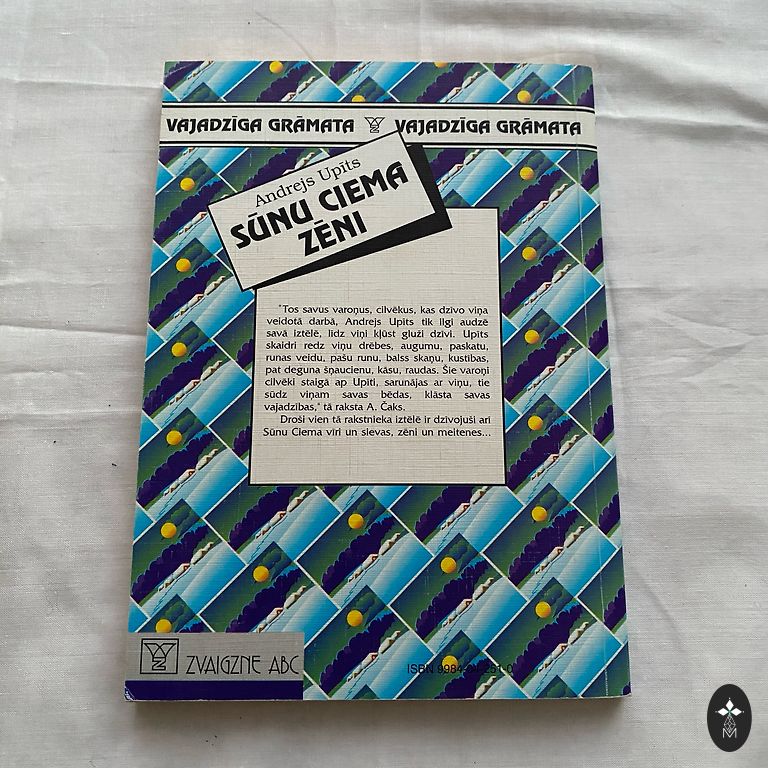 VAJADZĪGA GRĀMATA VAJADZĪGA GRĀMATA
Andrejs Upīts
SŪNU CIEMA
ZĒNI
"Tos savus varoņus, cilvēkus, kas dzīvo viņa
veidotā darbā, Andrejs Upīts tik ilgi audzē
savā iztēlē, līdz viņi kļūst gluži dzīvi. Upīts
skaidri redz viņu drēbes, augumu, paskatu,
runas veidu, pašu runu, balss skaņu, kustības,
pat deguna šņaucienu, kāsu, raudas. Šie varoņi
cilvēki staigā ap Upīti, sarunājas ar viņu, tie
sūdz viņam savas bēdas, klāsta savas
vajadzības," tā raksta A. Čaks.
Droši vien tā rakstnieka iztēlē ir dzīvojuši arī
Sūnu Ciema vīri un sievas, zēni un meitenes...
ZVAIGZNE ABC
ISBN
M